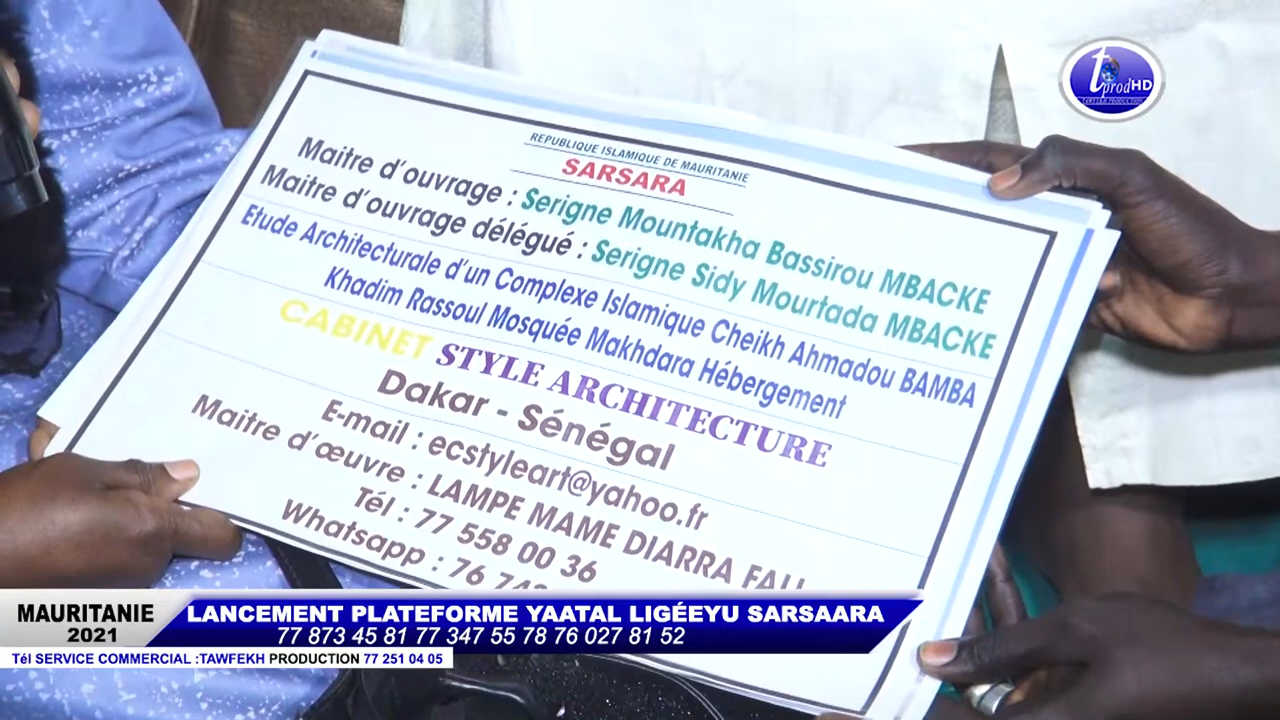 REPUBLIQUE ISLAMIQUE DE MAURITANIE
SARSARA
Maitre d'ouvrage : Serigne Mountakha Bassirou MBACKE
Maitre d'ouvrage délégué : Serigne Sidy Mourtada MBACKE
Etude Architecturale d'un Complexe Islamique Cheikh Ahmadou BAMBA
Khadim Rassoul Mosquée Makhdara Hébergement
CABINET STYLE ARCHITECTURE
Dakar - Sénégal
E-mail : ecstyleart@yahoo.fr
Maitre d'œuvre : LAMPE MAME DIARRA FALL
Tél : 77 558 00 36
Whatsapp : 76
tprodHD
TAWFEKH PRODUCTION
MAURITANIE
2021
LANCEMENT PLATEFORME YAATAL LIGÉEYU SARSAARA
77 873 45 81 77 347 55 78 76 027 81 52
Tél SERVICE COMMERCIAL :TAWFEKH PRODUCTION 77 251 04 05